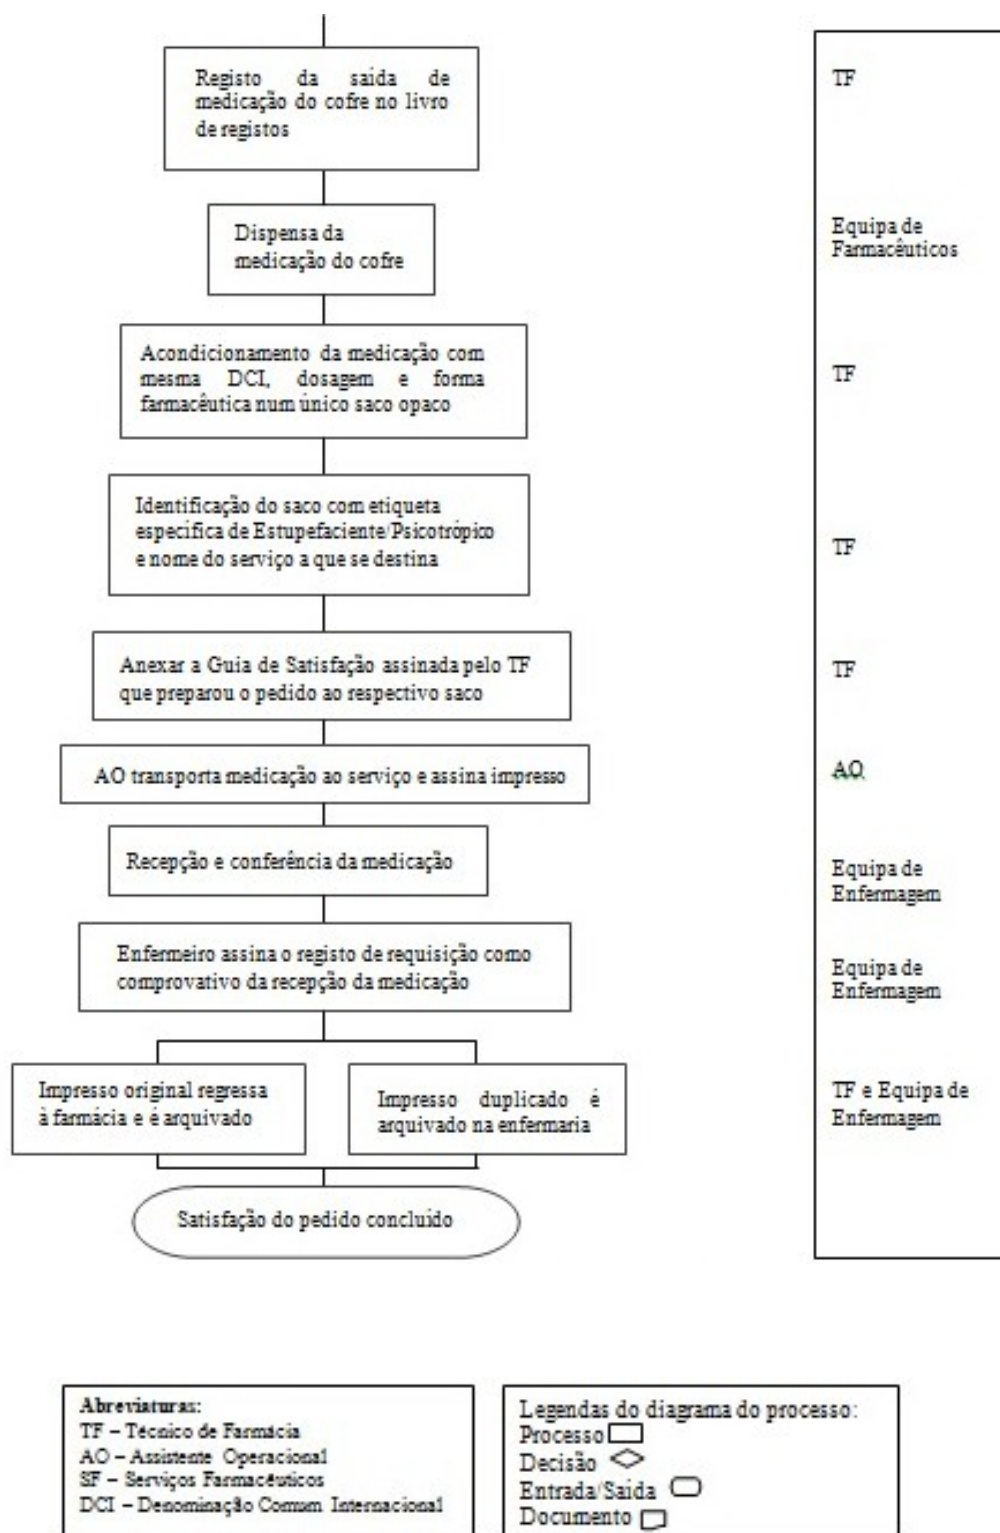 Registo da saída de
medicação do cofre no livro
de registos
TF
Dispensa da
medicação do cofre
Equipa de
Farmacêuticos
Acondicionamento da medicação com
mesma DCI, dosagem e forma
farmacêutica num único saco opaco
TF
Identificação do saco com etiqueta
específica de Estupefaciente/Psicotrópico
e nome do serviço a que se destina
TF
Anexar a Guia de Satisfação assinada pelo TF
que preparou o pedido ao respectivo saco
TF
AO transporta medicação ao serviço e assina impresso
AO
Recepção e conferência da medicação
Equipa de
Enfermagem
Enfermeiro assina o registo de requisição como
comprovativo da recepção da medicação
Equipa de
Enfermagem
Impresso original regressa
à farmácia e é arquivado
Impresso duplicado é
arquivado na enfermaria
TF e Equipa de
Enfermagem
Satisfação do pedido concluído
Abreviaturas:
TF – Técnico de Farmácia
AO – Assistente Operacional
SF – Serviços Farmacêuticos
DCI – Denominação Comum Internacional
Legendas do diagrama do processo:
Processo
Decisão
Entrada/Saída
Documento